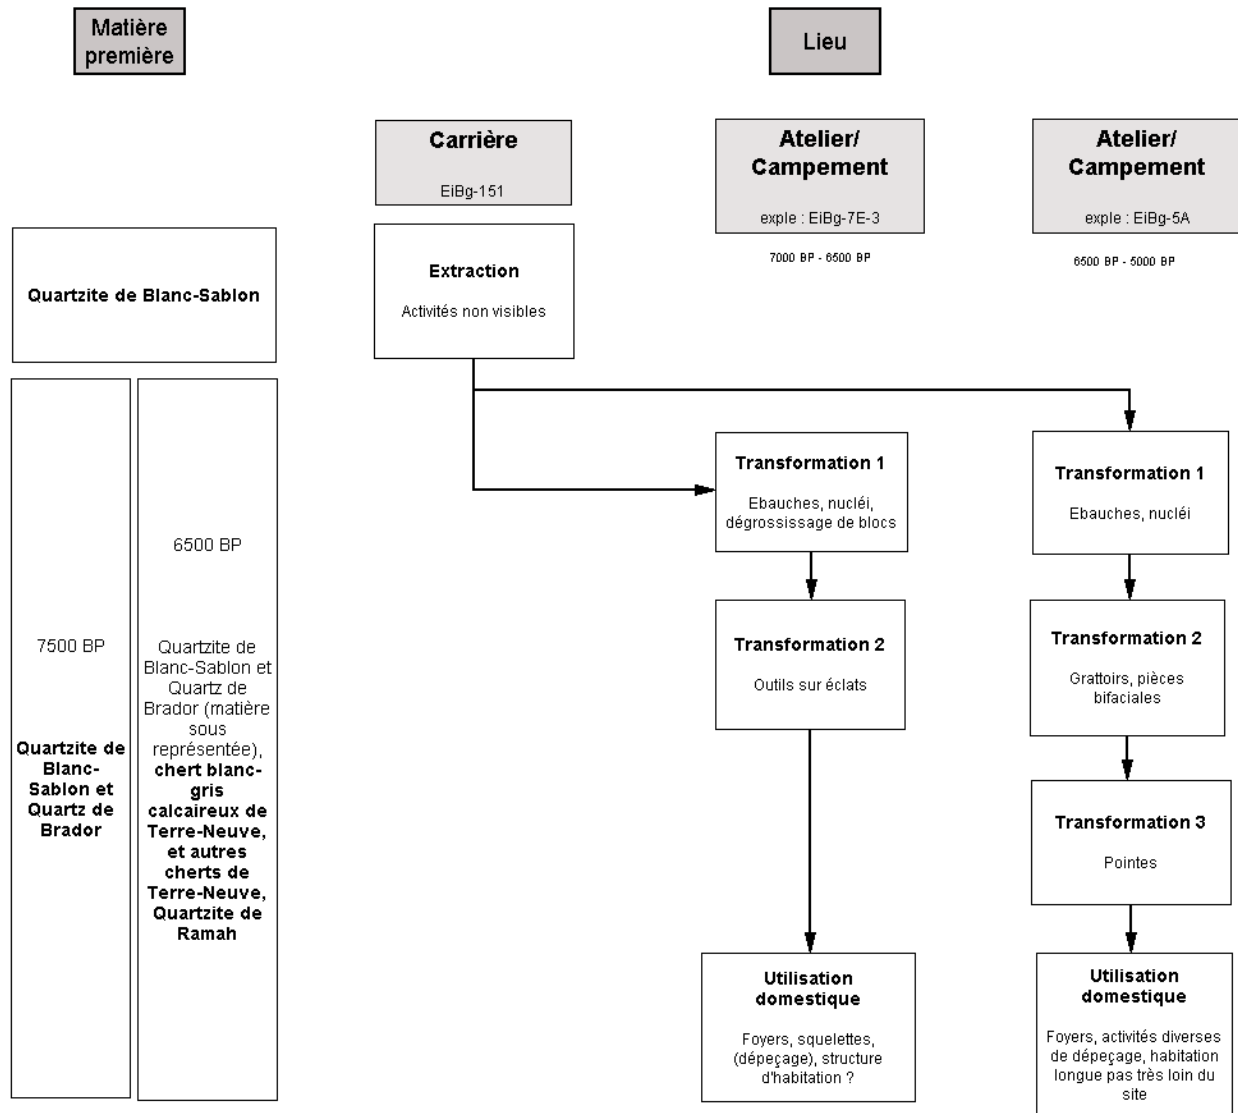 Matière
première
Lieu
Carrière
EiBg-151
Atelier/
Campement
exple : EiBg-7E-3
7000 BP - 6500 BP
Atelier/
Campement
exple : EiBg-5A
6500 BP - 5000 BP
Quartzite de Blanc-Sablon
Extraction
Activités non visibles
7500 BP
Quartzite de
Blanc-
Sablon et
Quartz de
Brador
6500 BP
Quartzite de
Blanc-Sablon et
Quartz de
Brador (matière
sous
représentée),
chert blanc-
gris
calcaireux de
Terre-Neuve,
et autres
cherts de
Terre-Neuve,
Quartzite de
Ramah
Transformation 1
Ebauches, nucléi,
dégrossissage de blocs
Transformation 2
Outils sur éclats
Utilisation
domestique
Foyers, squelettes,
(dépeçage), structure
d'habitation ?
Transformation 1
Ebauches, nucléi
Transformation 2
Grattoirs, pièces
bifaciales
Transformation 3
Pointes
Utilisation
domestique
Foyers, activités diverses
de dépeçage, habitation
longue pas très loin du
site